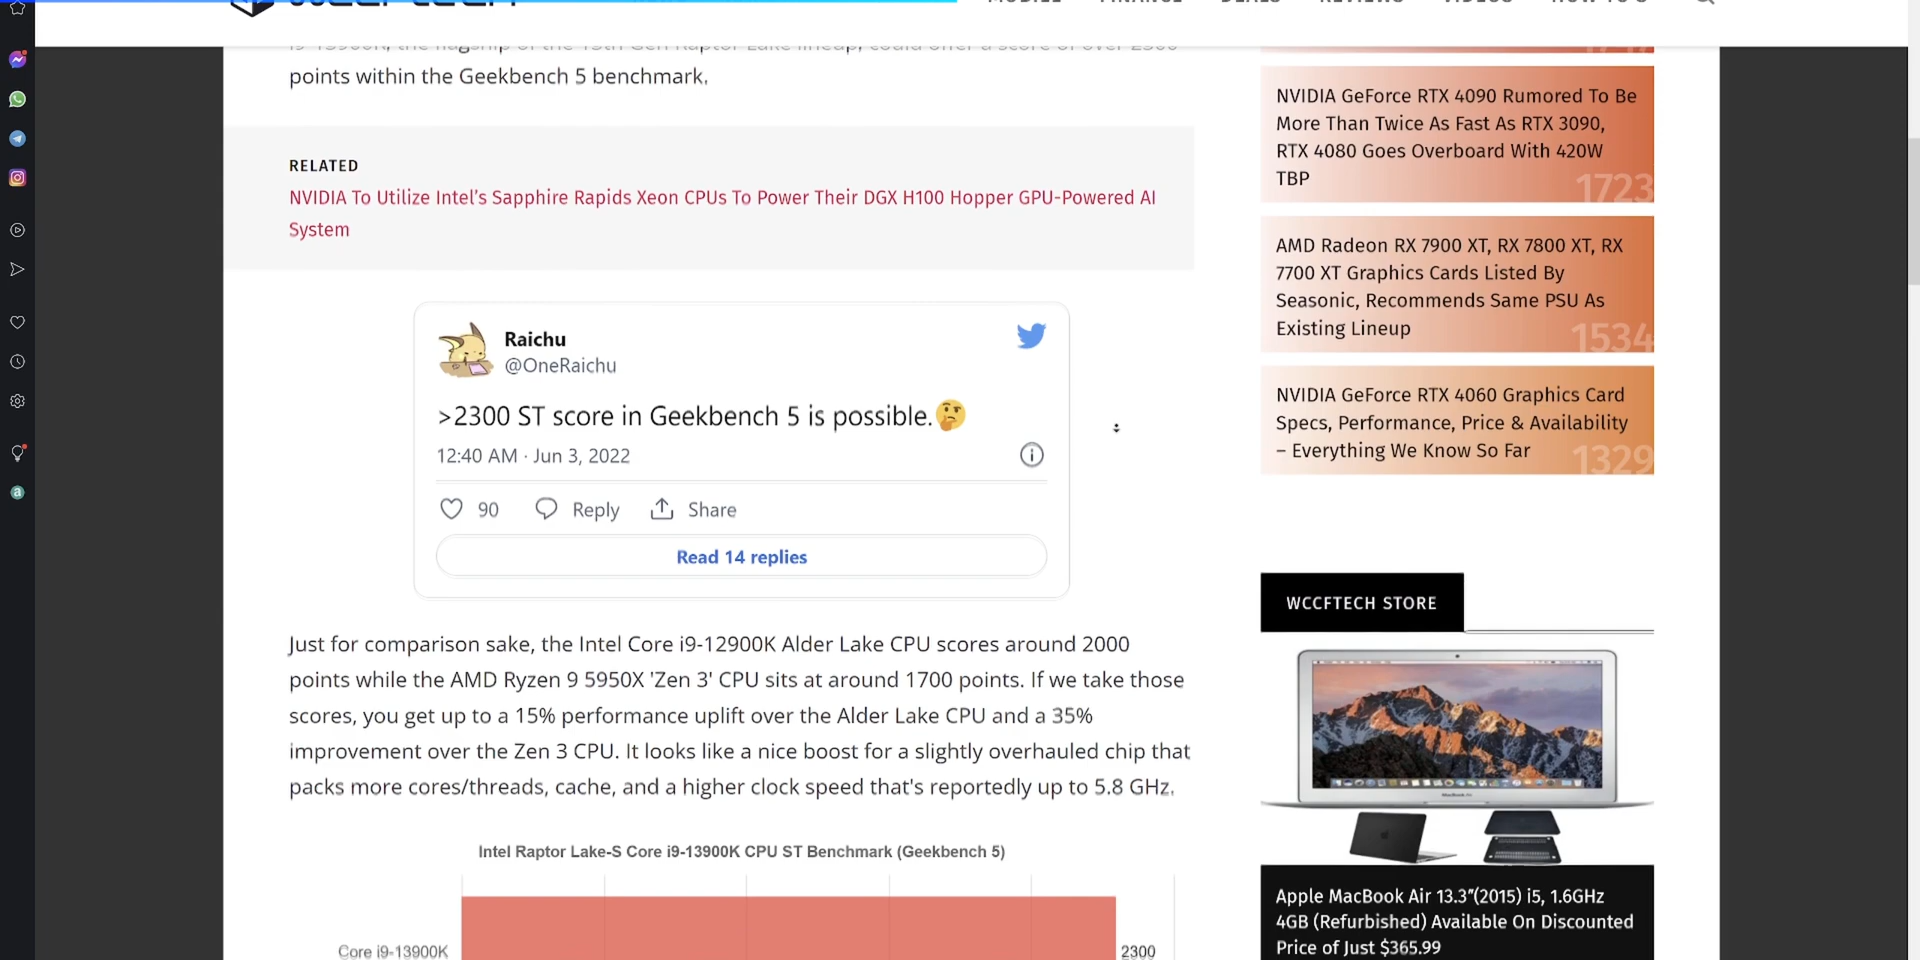 MOBILE FINANCE DEALS REVIEWS VIDEOS HOW TO'S
i9-13900K, the flagship of the 13th Gen Raptor Lake lineup, could offer a score of over 2300
points within the Geekbench 5 benchmark.
RELATED
NVIDIA To Utilize Intel's Sapphire Rapids Xeon CPUs To Power Their DGX H100 Hopper GPU-Powered AI
System
Raichu
@OneRaichu
>2300 ST score in Geekbench 5 is possible.🤔
12:40 AM · Jun 3, 2022
90 Reply Share
Read 14 replies
Just for comparison sake, the Intel Core i9-12900K Alder Lake CPU scores around 2000
points while the AMD Ryzen 9 5950X 'Zen 3' CPU sits at around 1700 points. If we take those
scores, you get up to a 15% performance uplift over the Alder Lake CPU and a 35%
improvement over the Zen 3 CPU. It looks like a nice boost for a slightly overhauled chip that
packs more cores/threads, cache, and a higher clock speed that's reportedly up to 5.8 GHz.
Intel Raptor Lake-S Core i9-13900K CPU ST Benchmark (Geekbench 5)
Core i9-13900K
2300
NVIDIA GeForce RTX 4090 Rumored To Be
More Than Twice As Fast As RTX 3090,
RTX 4080 Goes Overboard With 420W
TBP
1723
AMD Radeon RX 7900 XT, RX 7800 XT, RX
7700 XT Graphics Cards Listed By
Seasonic, Recommends Same PSU As
Existing Lineup
1534
NVIDIA GeForce RTX 4060 Graphics Card
Specs, Performance, Price & Availability
– Everything We Know So Far
1329
WCCFTECH STORE
Apple MacBook Air 13.3″(2015) i5, 1.6GHz
4GB (Refurbished) Available On Discounted
Price of Just $365.99